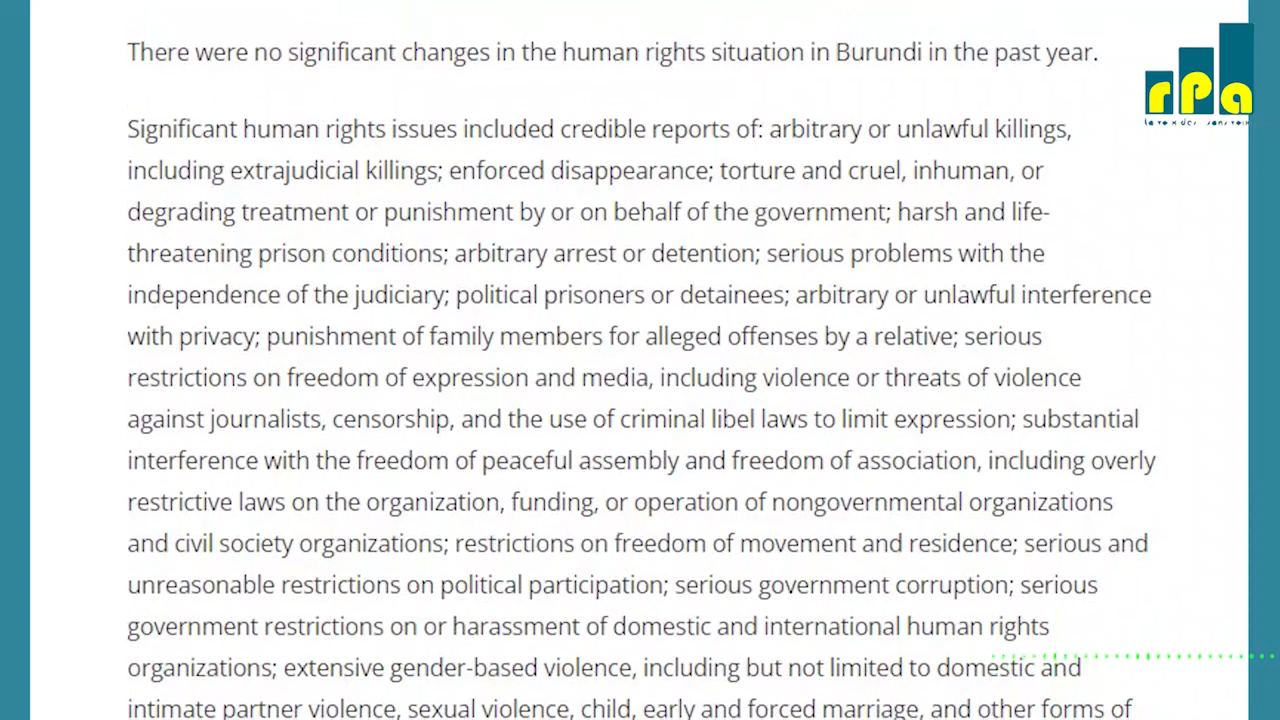 There were no significant changes in the human rights situation in Burundi in the past year.
rPa
Significant human rights issues included credible reports of: arbitrary or unlawful killings,
including extrajudicial killings; enforced disappearance; torture and cruel, inhuman, or
degrading treatment or punishment by or on behalf of the government; harsh and life-
threatening prison conditions; arbitrary arrest or detention; serious problems with the
independence of the judiciary; political prisoners or detainees; arbitrary or unlawful interference
with privacy; punishment of family members for alleged offenses by a relative; serious
restrictions on freedom of expression and media, including violence or threats of violence
against journalists, censorship, and the use of criminal libel laws to limit expression; substantial
interference with the freedom of peaceful assembly and freedom of association, including overly
restrictive laws on the organization, funding, or operation of nongovernmental organizations
and civil society organizations; restrictions on freedom of movement and residence; serious and
unreasonable restrictions on political participation; serious government corruption; serious
government restrictions on or harassment of domestic and international human rights
organizations; extensive gender-based violence, including but not limited to domestic and
intimate partner violence, sexual violence, child, early and forced marriage, and other forms of